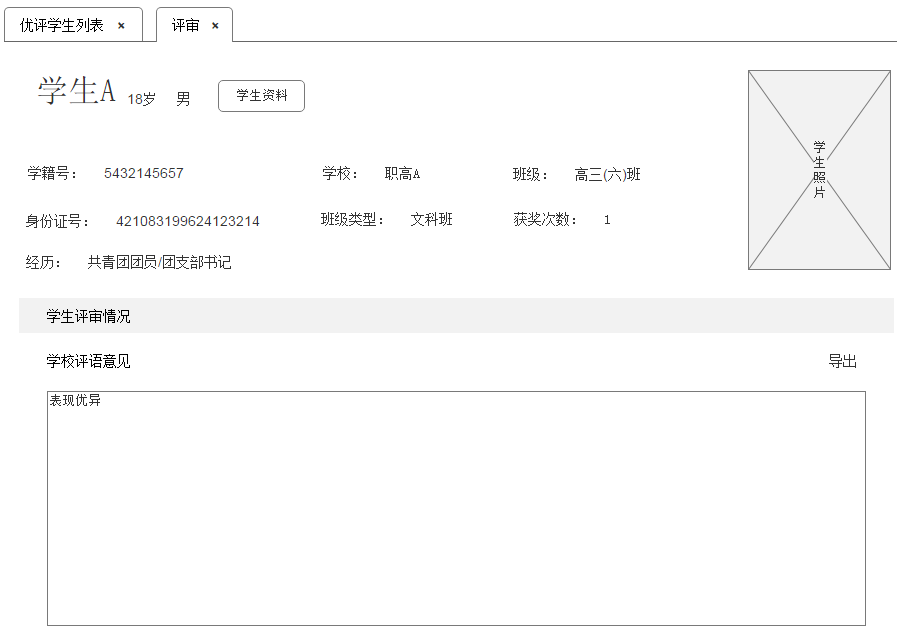 优评学生列表 × 评审 ×
学生A 18岁 男 学生资料
学籍号： 5432145657 学校： 职高A 班级： 高三(六)班
身份证号： 421083199624123214 班级类型： 文科班 获奖次数： 1
经历： 共青团团员/团支部书记
学生照片
学生评审情况
学校评语意见 导出
表现优异